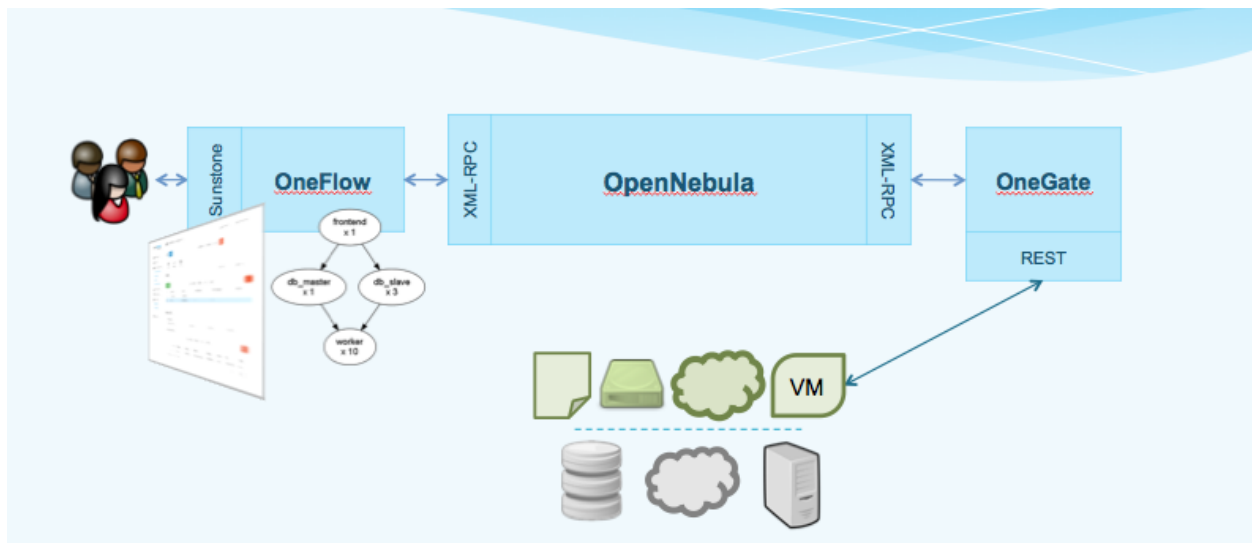 Sunstone
OneFlow
XML-RPC
OpenNebula
XML-RPC
OneGate
REST
frontend
x 1
db_master
x 1
db_slave
x 3
worker
x 10
VM